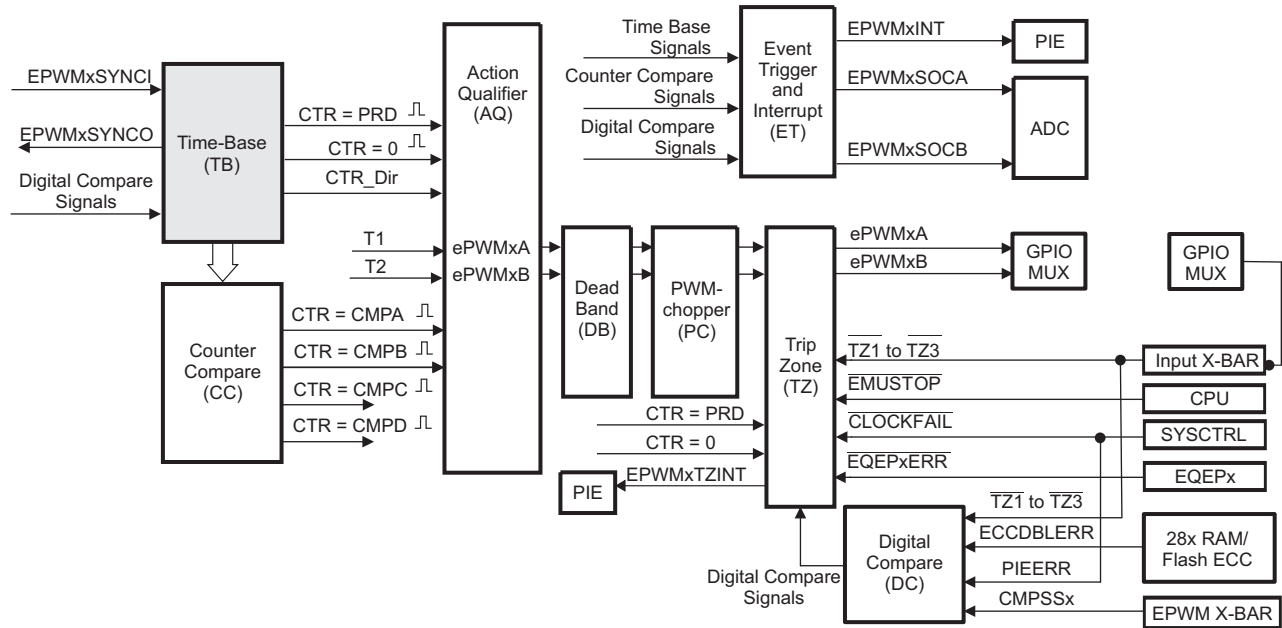 EPWMxSYNCI
EPWMxSYNCO
Digital Compare
Signals
Time-Base
(TB)
CTR = PRD
CTR = 0
CTR_Dir
T1
T2
Counter
Compare
(CC)
CTR = CMPA
CTR = CMPB
CTR = CMPC
CTR = CMPD
Action
Qualifier
(AQ)
ePWMxA
ePWMxB
Time Base
Signals
Counter Compare
Signals
Digital Compare
Signals
Event
Trigger
and
Interrupt
(ET)
EPWMxINT
EPWMxSOCA
EPWMxSOCB
PIE
ADC
Dead
Band
(DB)
PWM-
chopper
(PC)
Trip
Zone
(TZ)
ePWMxA
ePWMxB
GPIO
MUX
GPIO
MUX
TZ1 to TZ3
EMUSTOP
CLOCKFAIL
EQEPxERR
Input X-BAR
CPU
SYSCTRL
EQEPx
CTR = PRD
CTR = 0
EPWMxTZINT
PIE
Digital Compare
Signals
Digital
Compare
(DC)
TZ1 to TZ3
ECCDBLERR
PIEERR
CMPSSx
28x RAM/
Flash ECC
EPWM X-BAR